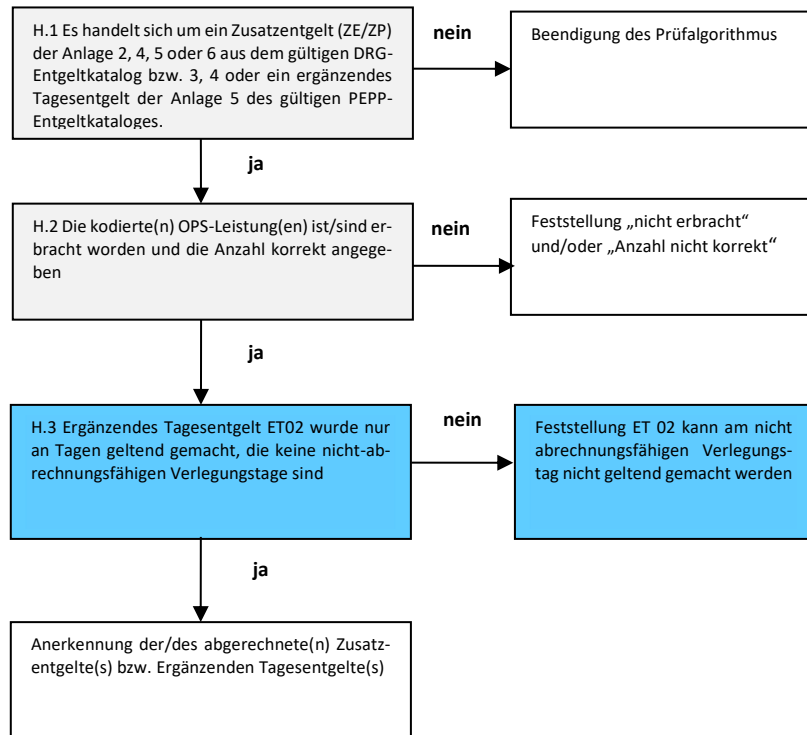 H.1 Es handelt sich um ein Zusatzentgelt (ZE/ZP)
der Anlage 2, 4, 5 oder 6 aus dem gültigen DRG-
Entgeltkatalog bzw. 3, 4 oder ein ergänzendes
Tagesentgelt der Anlage 5 des gültigen PEPP-
Entgeltkataloges.
nein
Beendigung des Prüfalgorithmus
ja
H.2 Die kodierte(n) OPS-Leistung(en) ist/sind er-
bracht worden und die Anzahl korrekt angege-
ben
nein
Feststellung „nicht erbracht“
und/oder „Anzahl nicht korrekt“
ja
H.3 Ergänzendes Tagesentgelt ET02 wurde nur
an Tagen geltend gemacht, die keine nicht-ab-
rechnungsfähigen Verlegungstage sind
nein
Feststellung ET 02 kann am nicht
abrechnungsfähigen Verlegungs-
tag nicht geltend gemacht werden
ja
Anerkennung der/des abgerechnete(n) Zusatz-
entgelte(s) bzw. Ergänzenden Tagesentgelte(s)